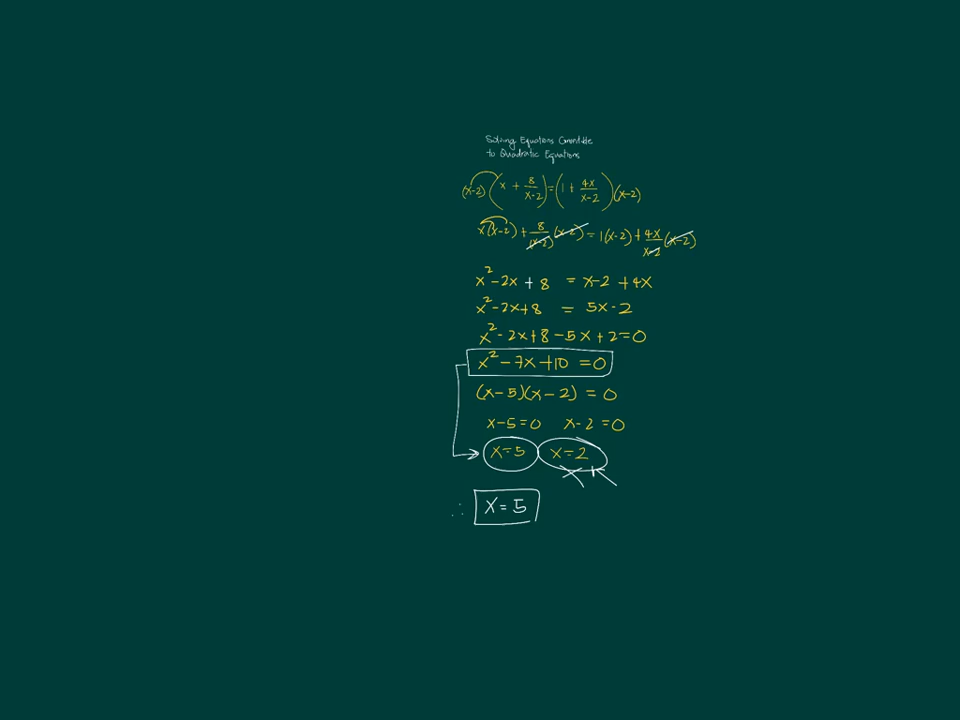 Solving Equations Convertible
to Quadratic Equations
(x-2)(x + 8/(x-2)) = (1 + 4x/(x-2))(x-2)
x(x-2) + 8/(x-2) (x-2) = 1(x-2) + 4x/(x-2) (x-2)
x² - 2x + 8 = x - 2 + 4x
x² - 2x + 8 = 5x - 2
x² - 2x + 8 - 5x + 2 = 0
x² - 7x + 10 = 0
(x - 5)(x - 2) = 0
x - 5 = 0 x - 2 = 0
x = 5 x = 2
∴ x = 5